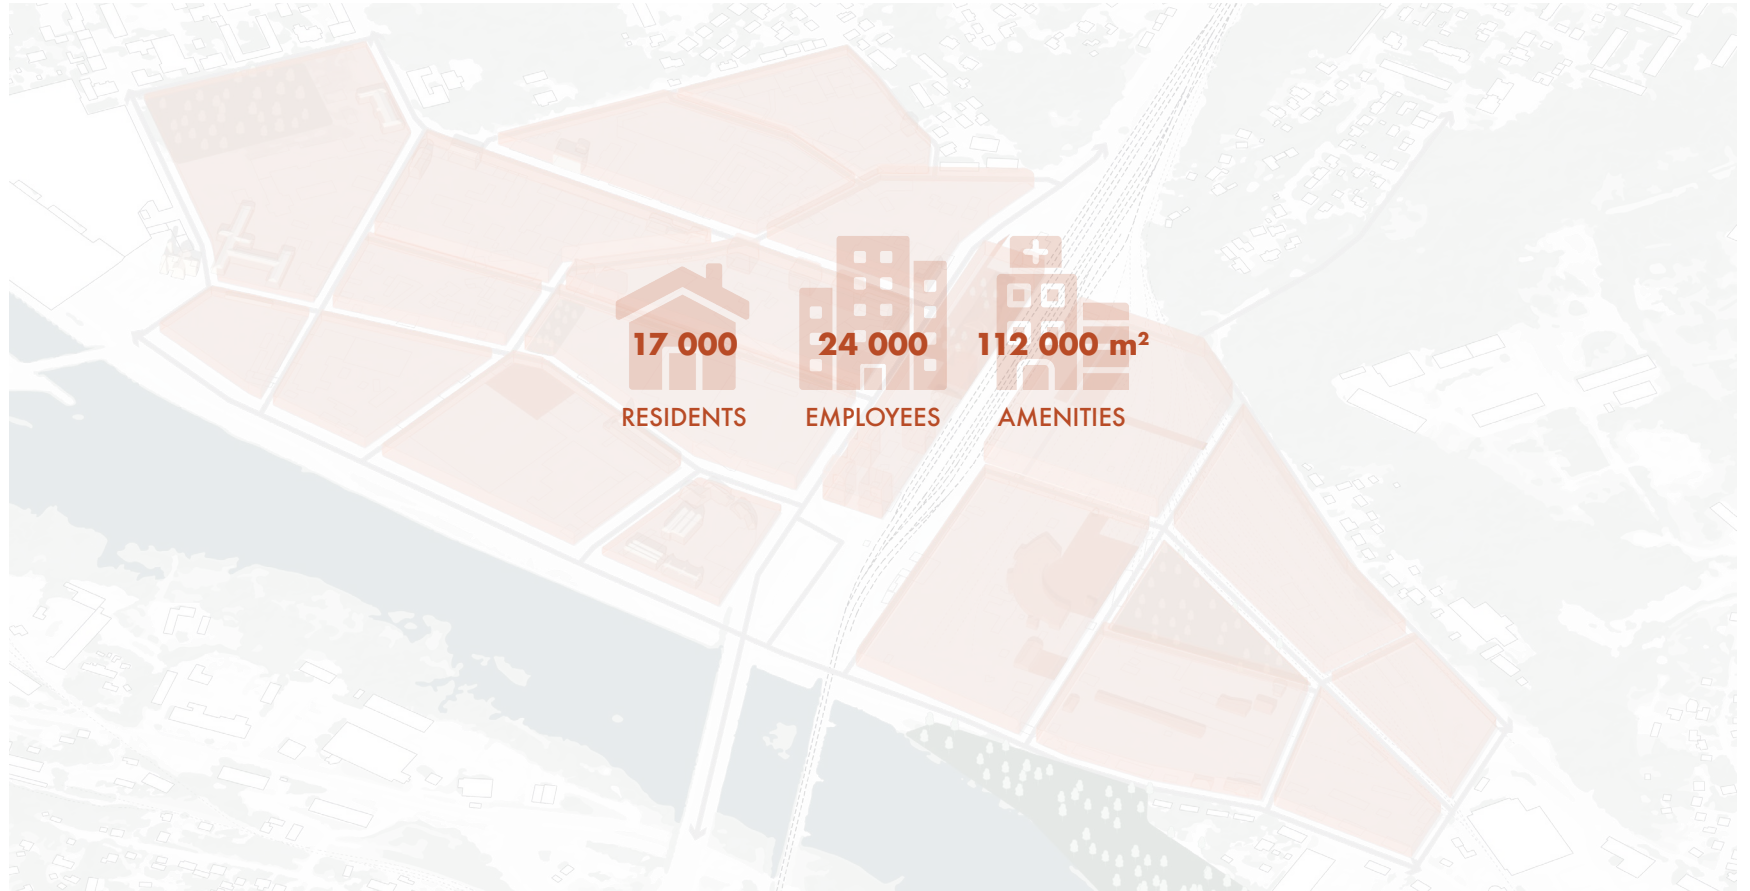 17 000 24 000 112 000 m²
RESIDENTS EMPLOYEES AMENITIES